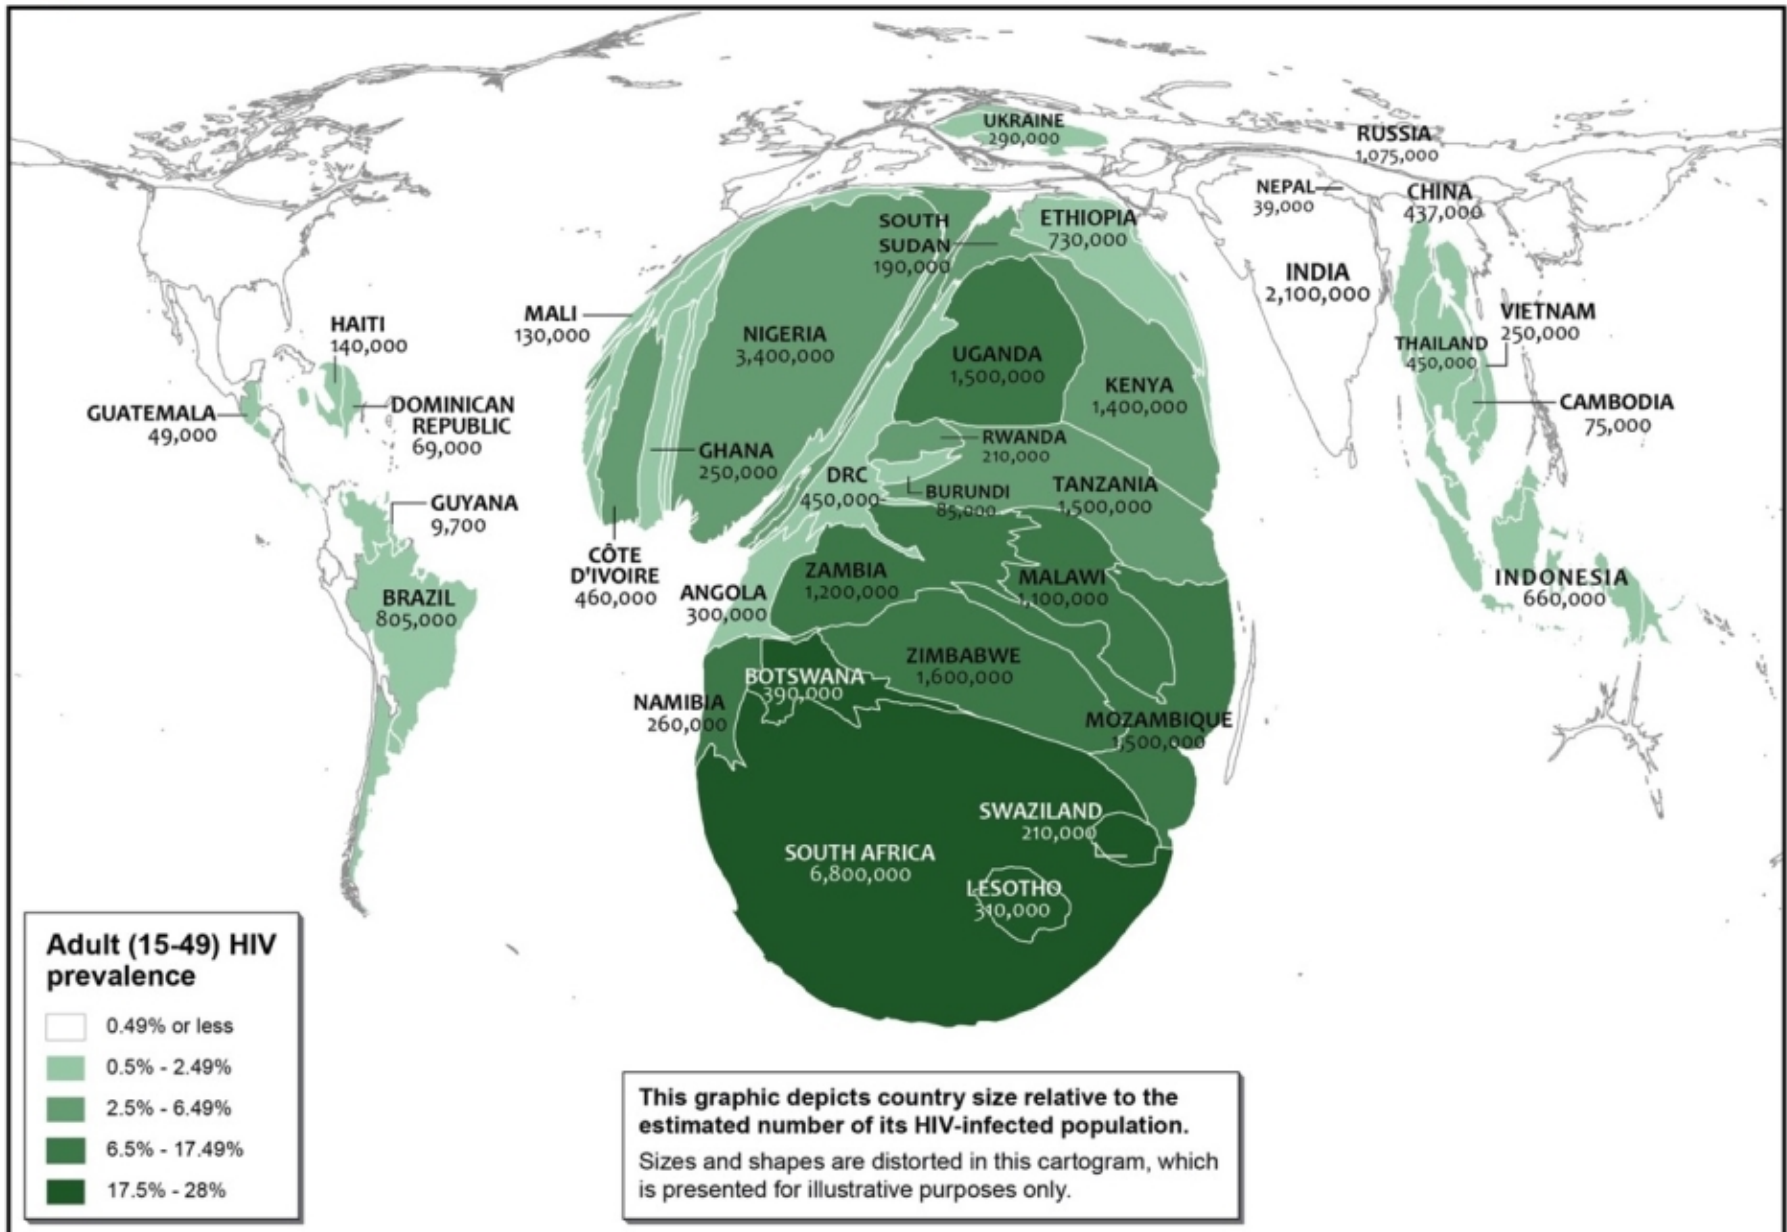 UKRAINE
290,000
RUSSIA
1,075,000
NEPAL
39,000
CHINA
437,000
SOUTH
SUDAN
190,000
ETHIOPIA
730,000
INDIA
2,100,000
MALI
130,000
HAITI
140,000
NIGERIA
3,400,000
VIETNAM
250,000
THAILAND
450,000
UGANDA
1,500,000
KENYA
1,400,000
GUATEMALA
49,000
DOMINICAN
REPUBLIC
69,000
CAMBODIA
75,000
GHANA
250,000
RWANDA
210,000
DRC
450,000
BURUNDI
85,000
TANZANIA
1,500,000
GUYANA
9,700
CÔTE
D'IVOIRE
460,000
BRAZIL
805,000
ANGOLA
300,000
ZAMBIA
1,200,000
MALAWI
1,100,000
INDONESIA
660,000
ZIMBABWE
1,600,000
BOTSWANA
390,000
NAMIBIA
260,000
MOZAMBIQUE
1,500,000
SWAZILAND
210,000
SOUTH AFRICA
6,800,000
LESOTHO
310,000
Adult (15-49) HIV
prevalence
0.49% or less
0.5% - 2.49%
2.5% - 6.49%
6.5% - 17.49%
17.5% - 28%
This graphic depicts country size relative to the
estimated number of its HIV-infected population.
Sizes and shapes are distorted in this cartogram, which
is presented for illustrative purposes only.